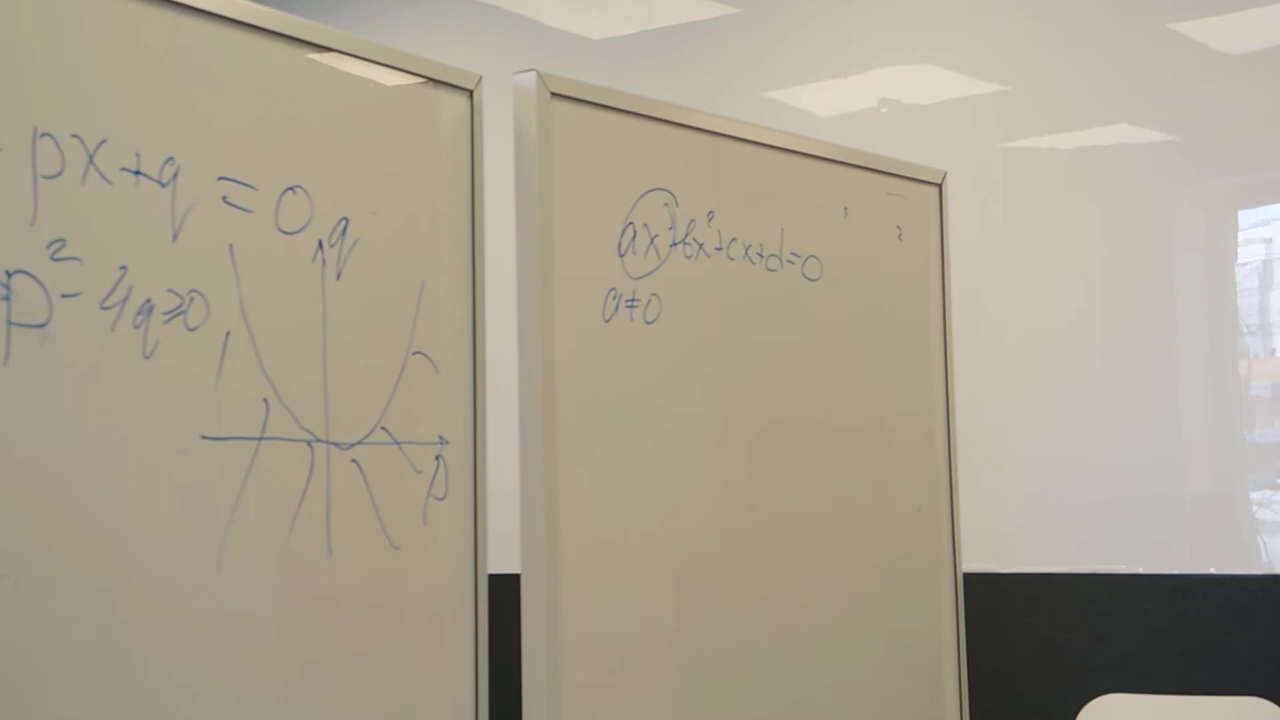 px+q=0
p²-4q≥0
q
p
ax³+bx²+cx+d=0
a≠0